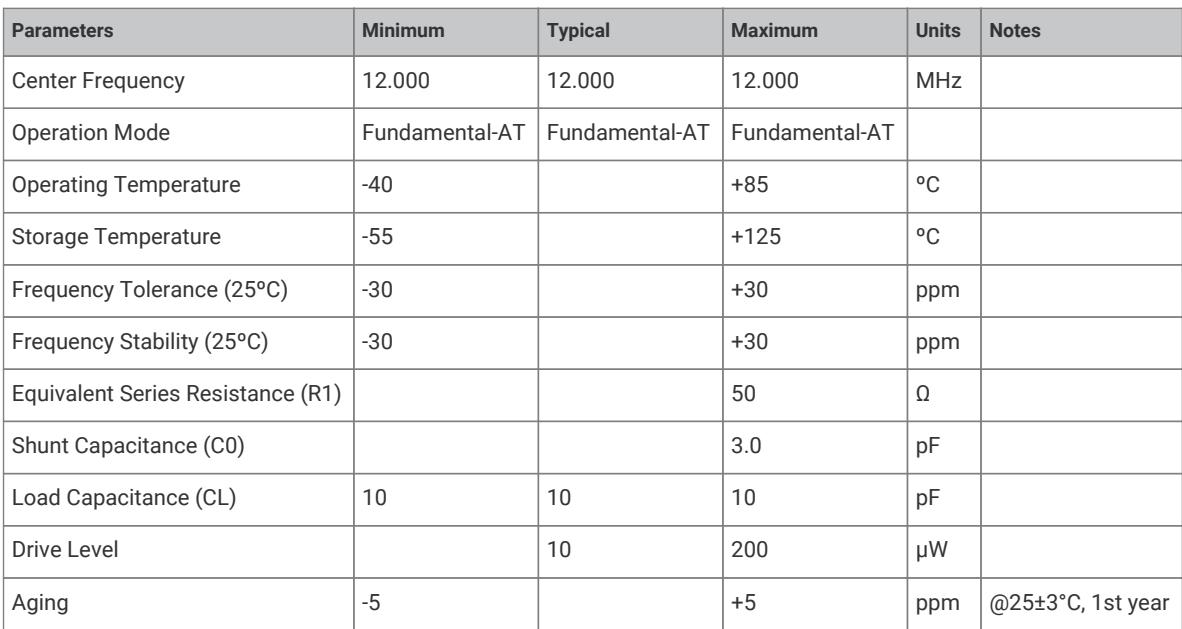 Parameters Minimum Typical Maximum Units Notes
Center Frequency 12.000 12.000 12.000 MHz
Operation Mode Fundamental-AT Fundamental-AT Fundamental-AT
Operating Temperature -40 +85 ºC
Storage Temperature -55 +125 ºC
Frequency Tolerance (25ºC) -30 +30 ppm
Frequency Stability (25ºC) -30 +30 ppm
Equivalent Series Resistance (R1) 50 Ω
Shunt Capacitance (C0) 3.0 pF
Load Capacitance (CL) 10 10 10 pF
Drive Level 10 200 µW
Aging -5 +5 ppm @25±3°C, 1st year